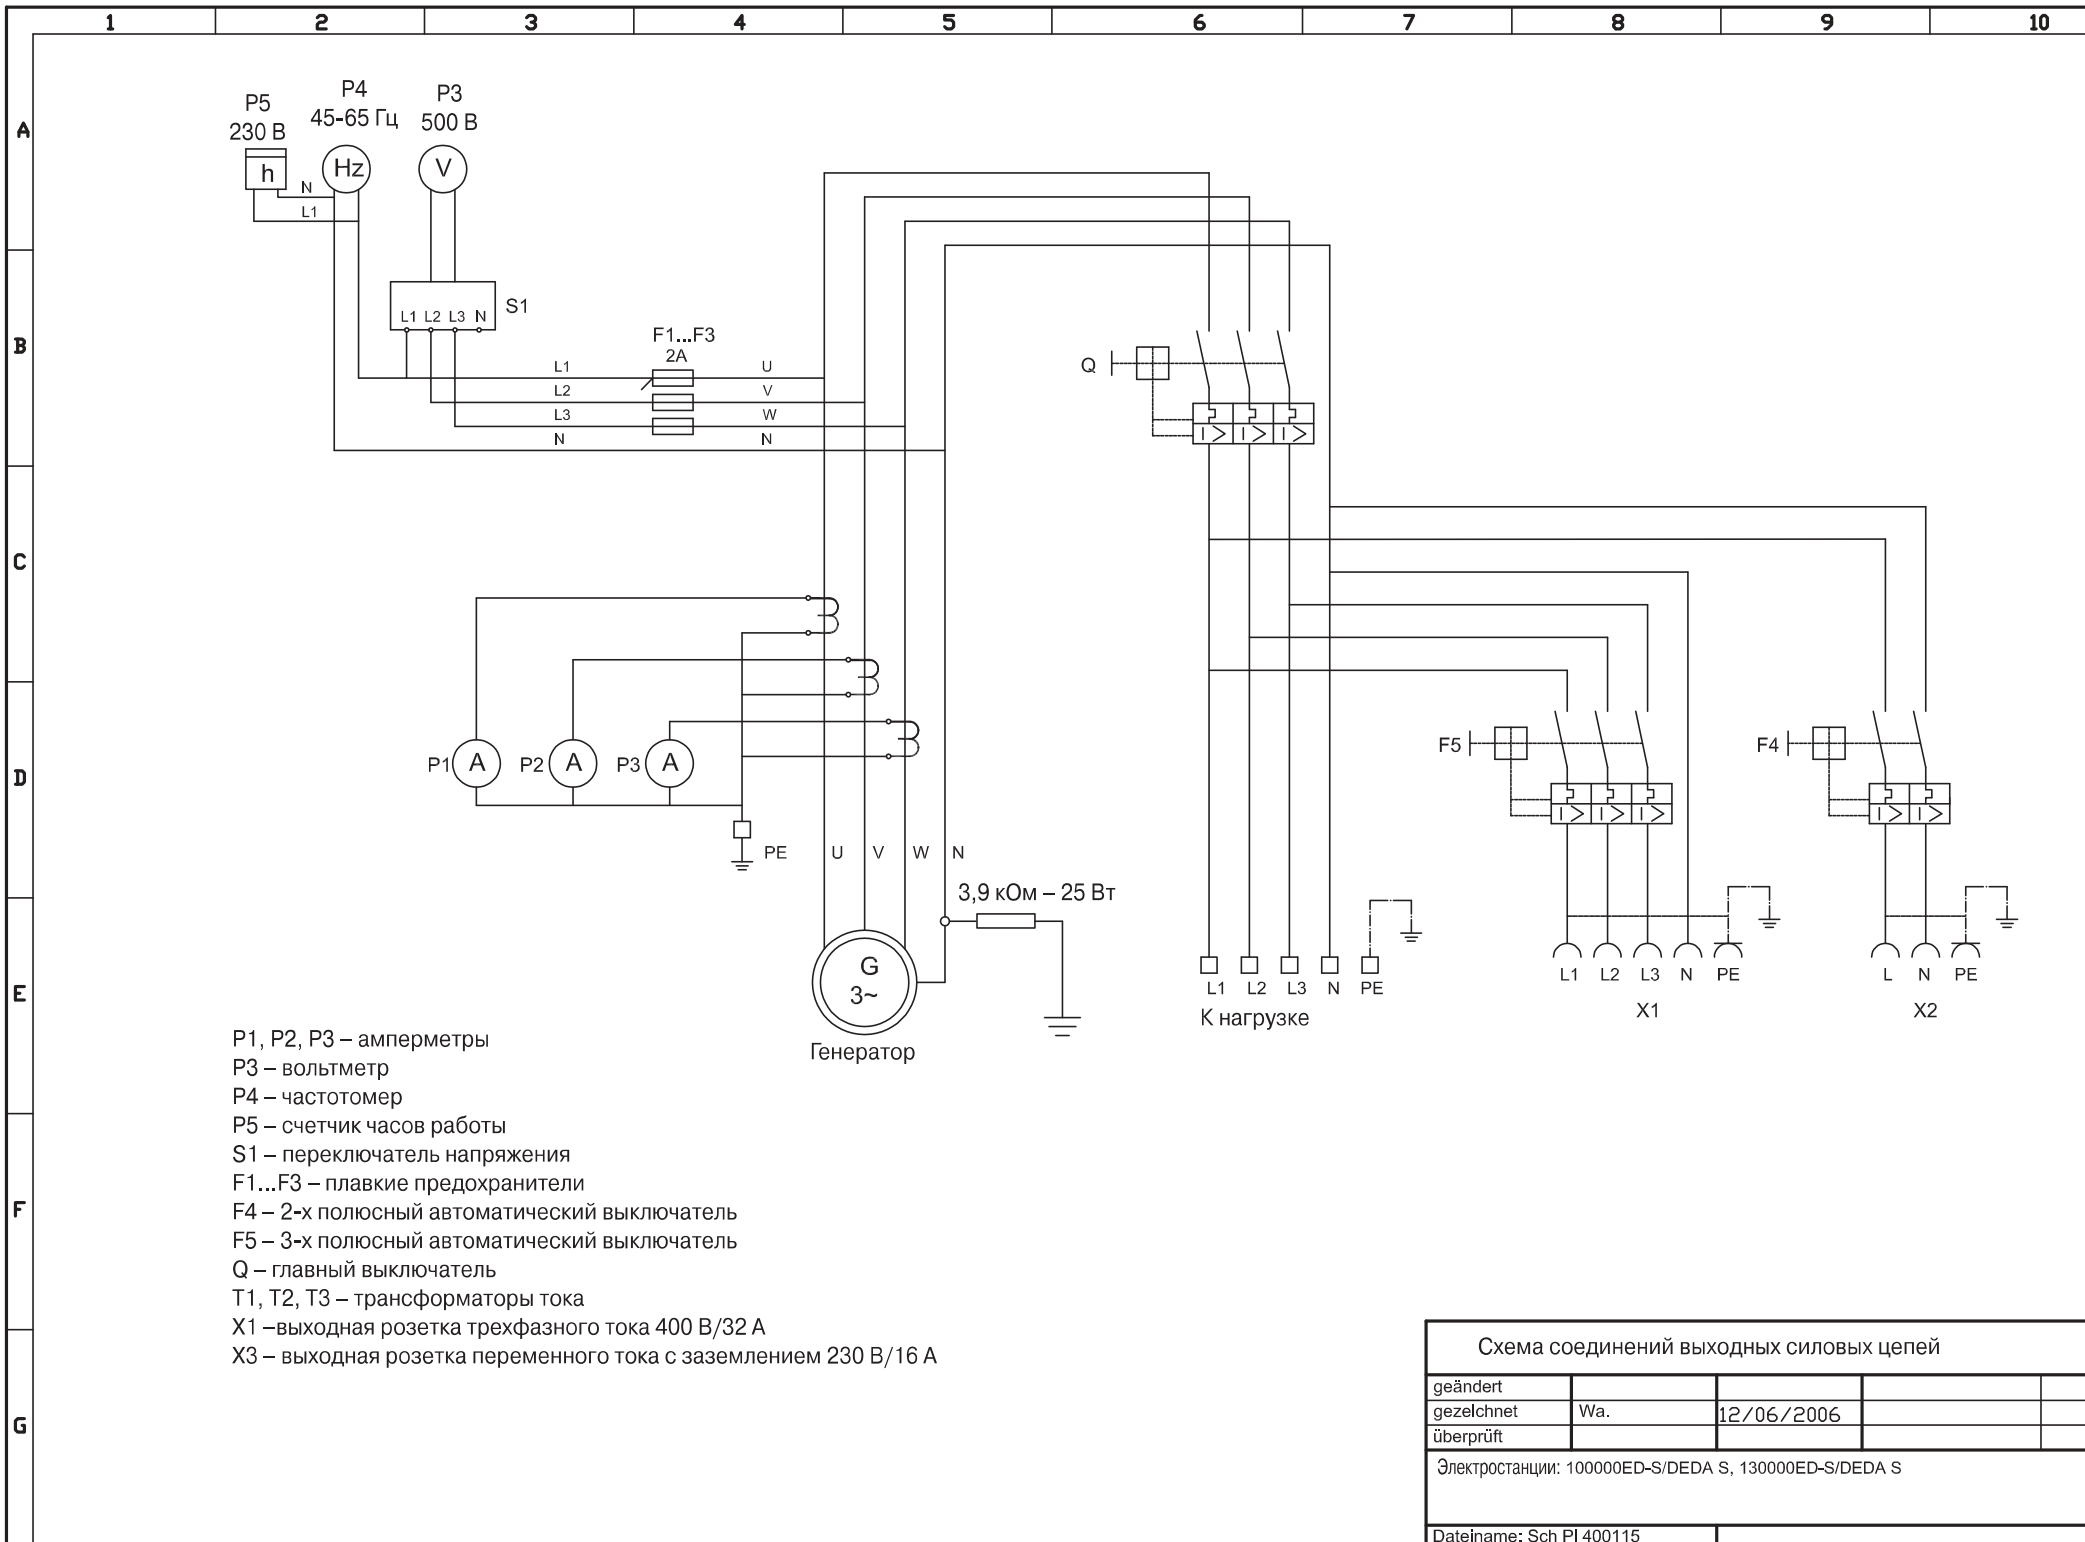 1 2 3 4 5 6 7 8 9 10
A
B
C
D
E
F
G
P5
230 В
P4
45-65 Гц
P3
500 В
h
Hz
V
N
L1
L1 L2 L3 N
S1
F1...F3
2A
L1
L2
L3
N
U
V
W
N
Q
I > I > I >
P1 A
P2 A
P3 A
PE
U V W N
3,9 кОм – 25 Вт
G
3~
Генератор
L1 L2 L3 N PE
К нагрузке
F5
I > I > I >
L1 L2 L3 N PE
X1
F4
I > I >
L N PE
X2
P1, P2, P3 – амперметры
P3 – вольтметр
P4 – частотомер
P5 – счетчик часов работы
S1 – переключатель напряжения
F1...F3 – плавкие предохранители
F4 – 2-х полюсный автоматический выключатель
F5 – 3-х полюсный автоматический выключатель
Q – главный выключатель
T1, T2, T3 – трансформаторы тока
X1 –выходная розетка трехфазного тока 400 В/32 А
X3 – выходная розетка переменного тока с заземлением 230 В/16 А
Схема соединений выходных силовых цепей
geändert
gezeichnet Wa. 12/06/2006
überprüft
Электростанции: 100000ED-S/DEDA S, 130000ED-S/DEDA S
Dateiname: Sch Pl 400115